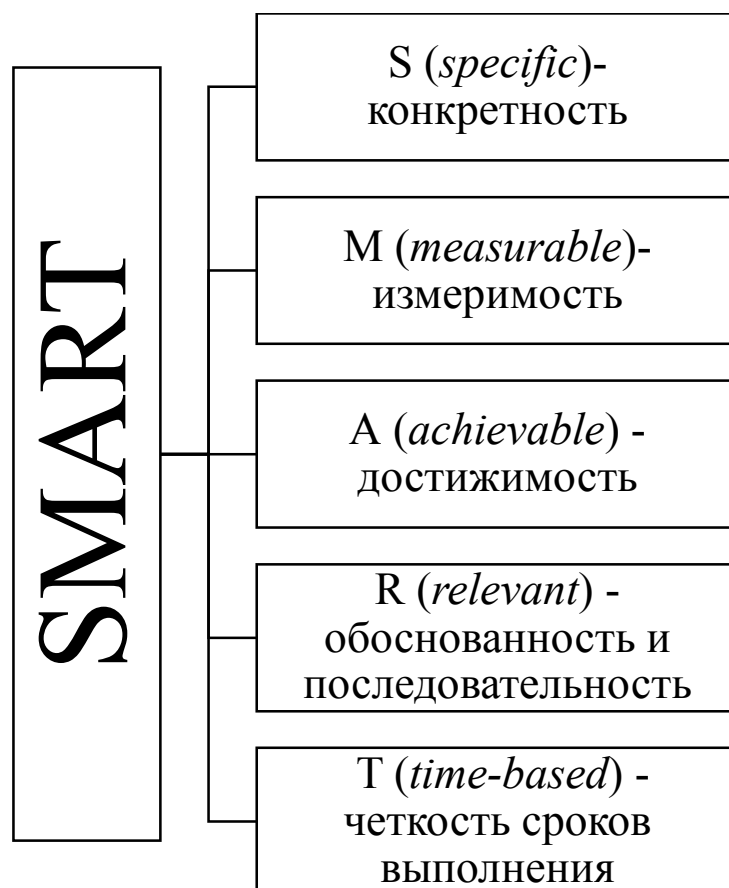 SMART
S (specific)-
конкретность
M (measurable)-
измеримость
A (achievable) -
достижимость
R (relevant) -
обоснованность и
последовательность
T (time-based) -
четкость сроков
выполнения